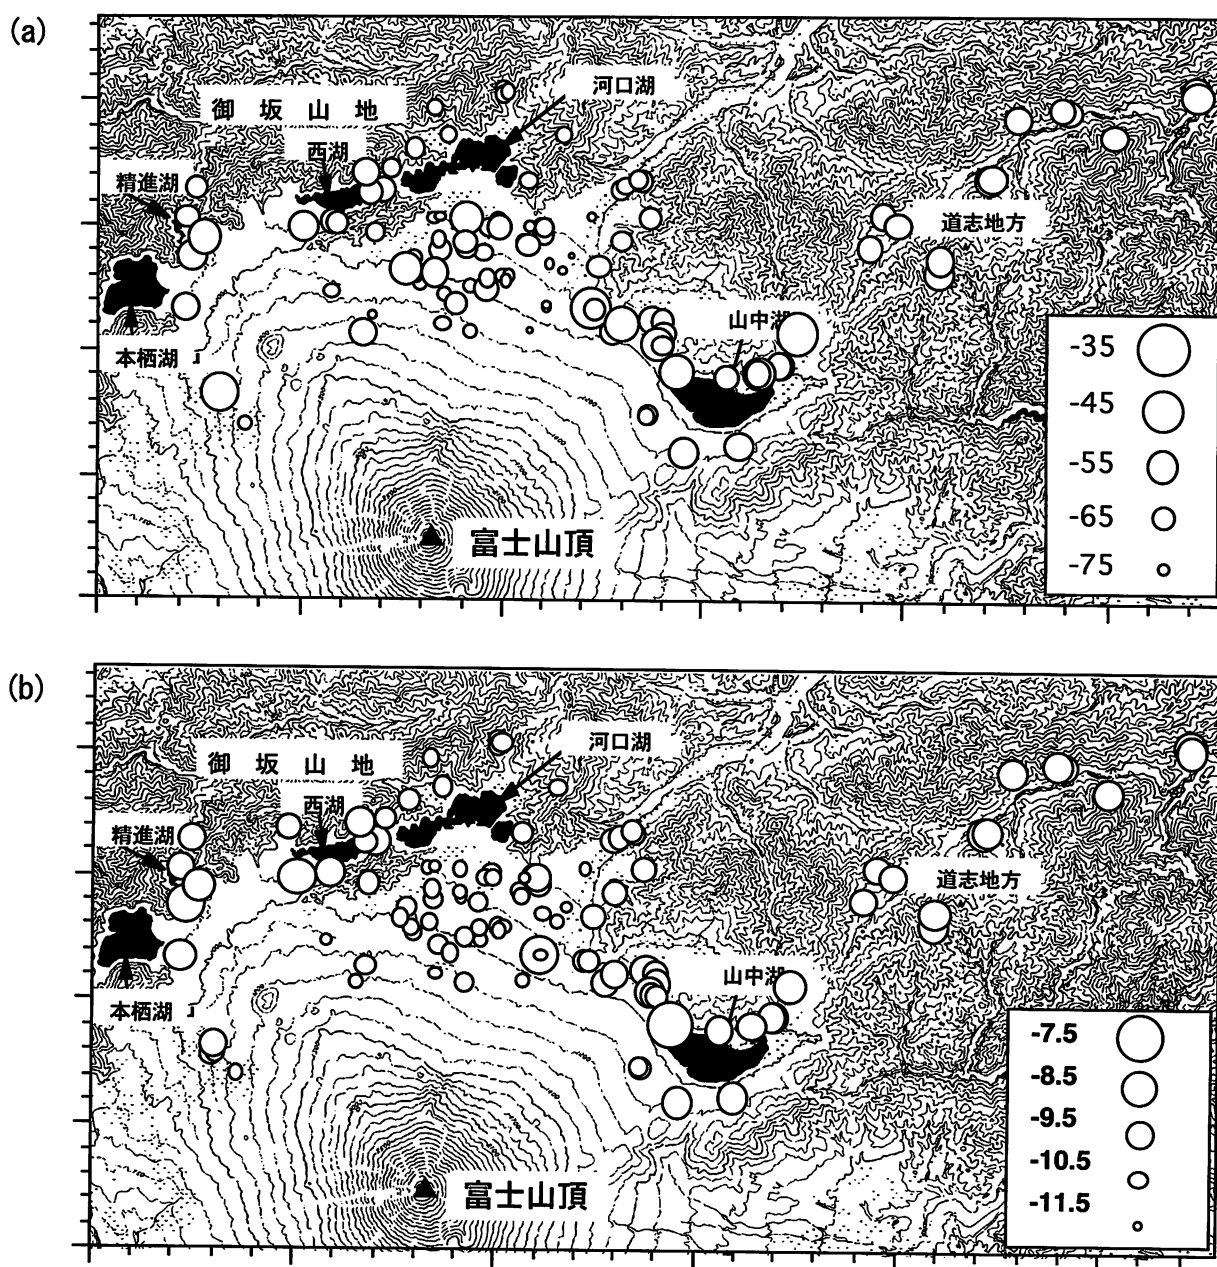 (a)
河口湖
御坂山地
西湖
精進湖
道志地方
山中湖
本栖湖
富士山頂
-35
-45
-55
-65
-75
(b)
河口湖
御坂山地
西湖
精進湖
道志地方
山中湖
本栖湖
富士山頂
-7.5
-8.5
-9.5
-10.5
-11.5